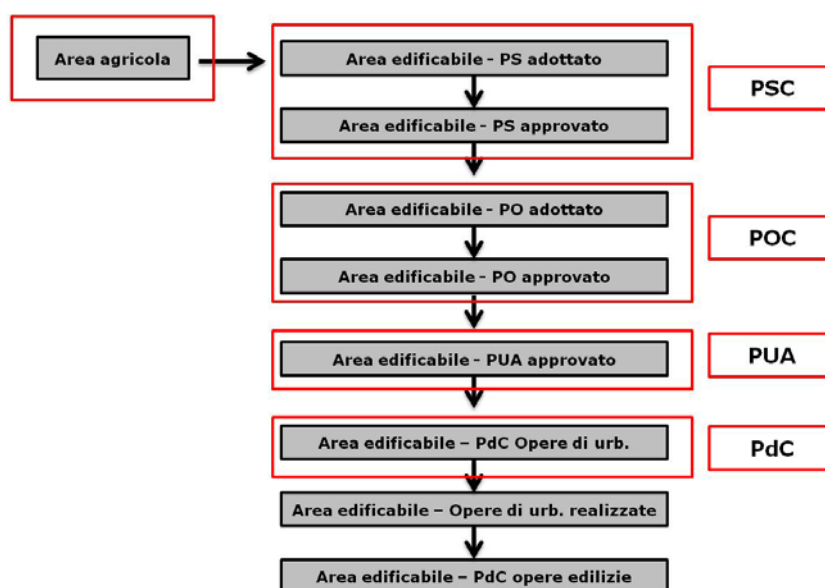 Area agricola
Area edificabile - PS adottato
PSC
Area edificabile - PS approvato
Area edificabile - PO adottato
POC
Area edificabile - PO approvato
Area edificabile - PUA approvato
PUA
Area edificabile – PdC Opere di urb.
PdC
Area edificabile – Opere di urb. realizzate
Area edificabile – PdC opere edilizie